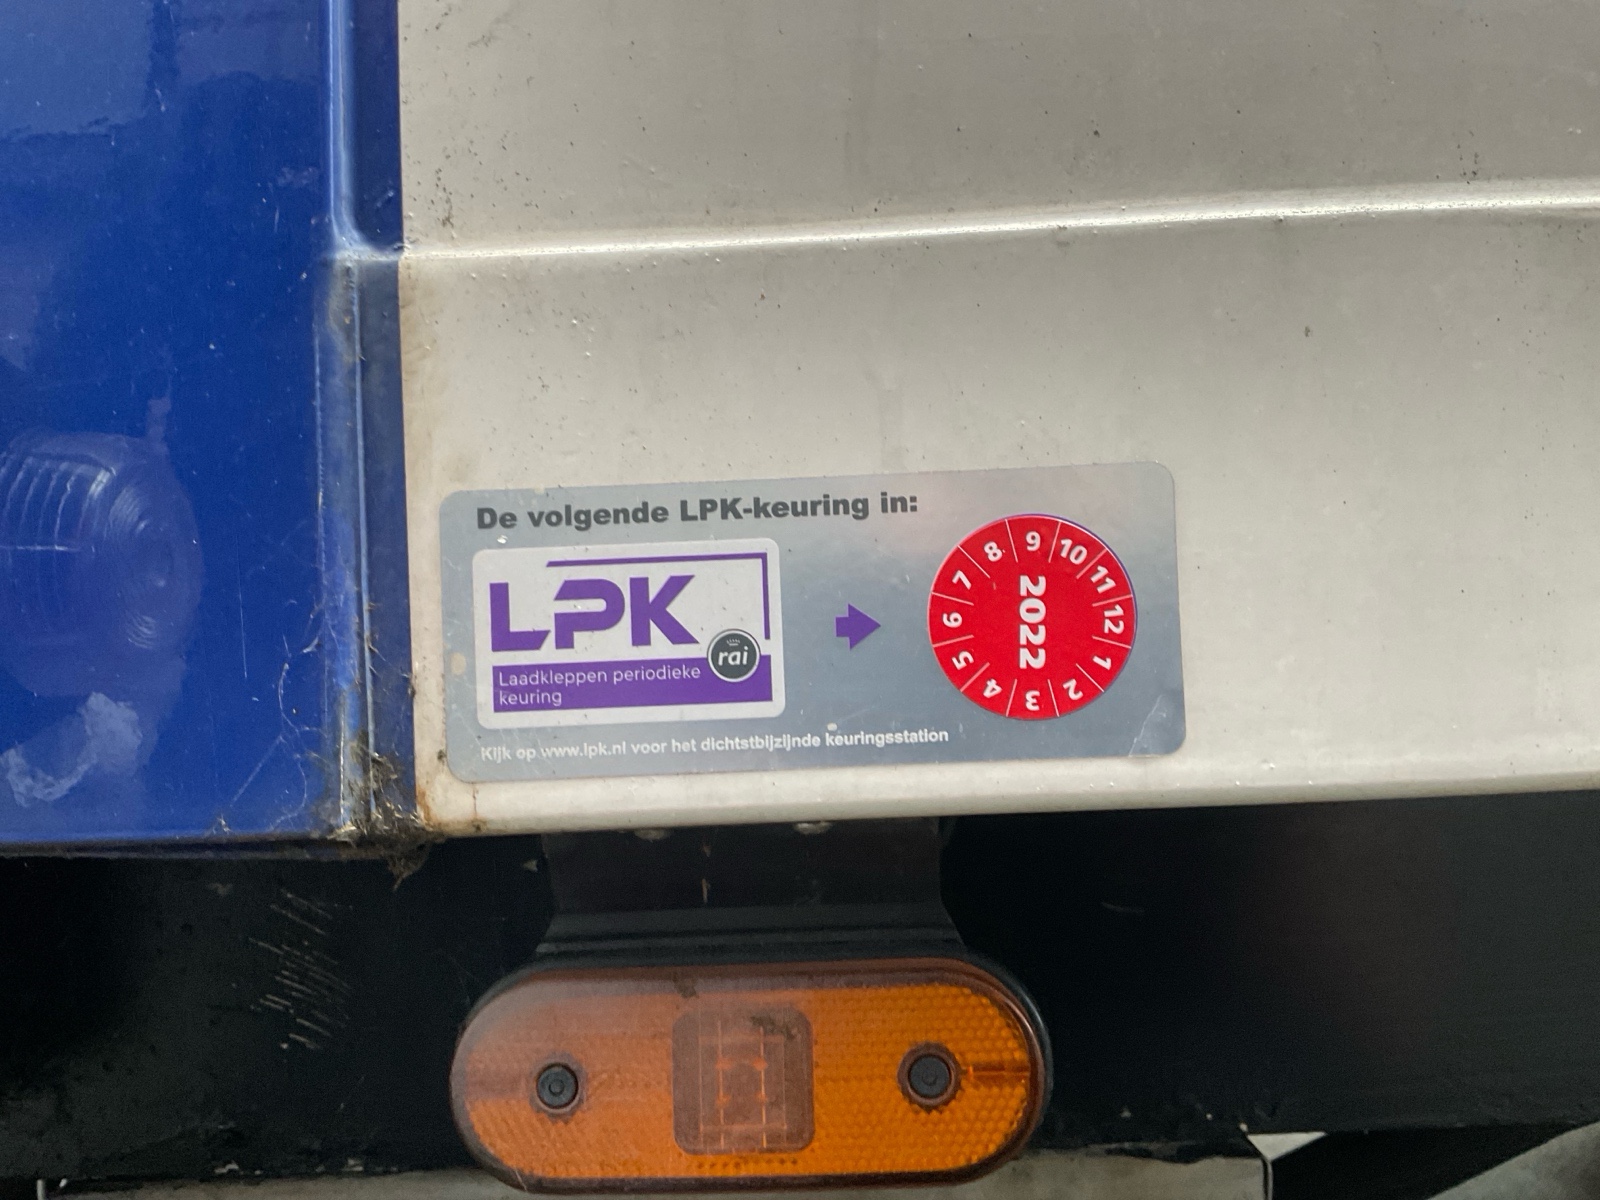 De volgende LPK-keuring in:
LPK
rai
Laadkleppen periodieke
keuring
1 2 3 4 5 6 7 8 9 10 11 12
2022
Kijk op www.lpk.nl voor het dichtstbijzijnde keuringsstation